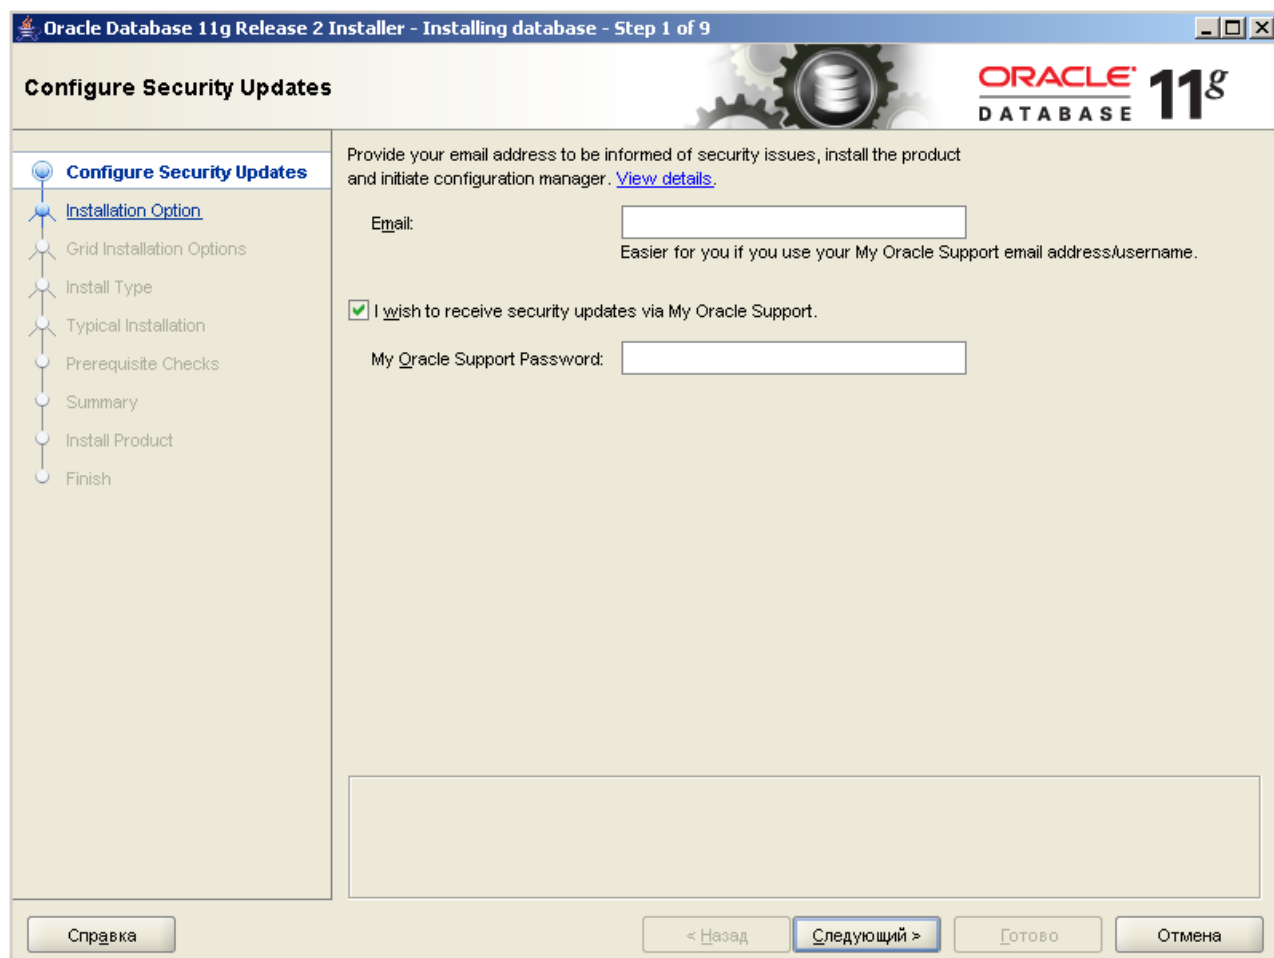 Oracle Database 11g Release 2 Installer - Installing database - Step 1 of 9
Configure Security Updates
ORACLE
DATABASE
11g
Configure Security Updates
Installation Option
Grid Installation Options
Install Type
Typical Installation
Prerequisite Checks
Summary
Install Product
Finish
Provide your email address to be informed of security issues, install the product
and initiate configuration manager. View details.
Email:
Easier for you if you use your My Oracle Support email address/username.
I wish to receive security updates via My Oracle Support.
My Oracle Support Password:
Справка
< Назад
Следующий >
Готово
Отмена